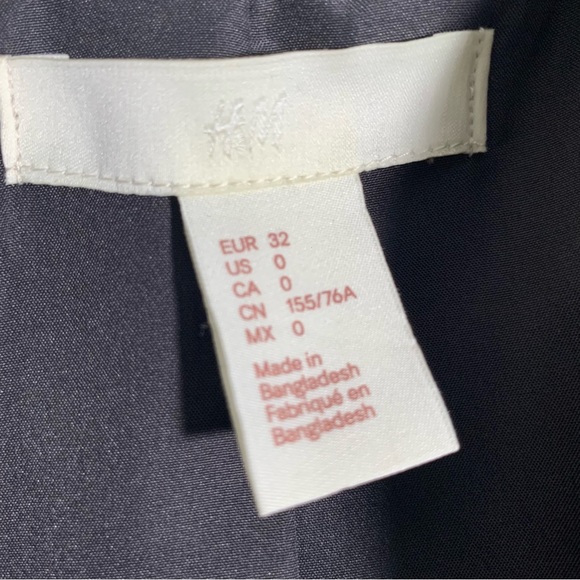 H&M
EUR 32
US 0
CA 0
CN 155/76A
MX 0
Made in
Bangladesh
Fabriqué en
Bangladesh